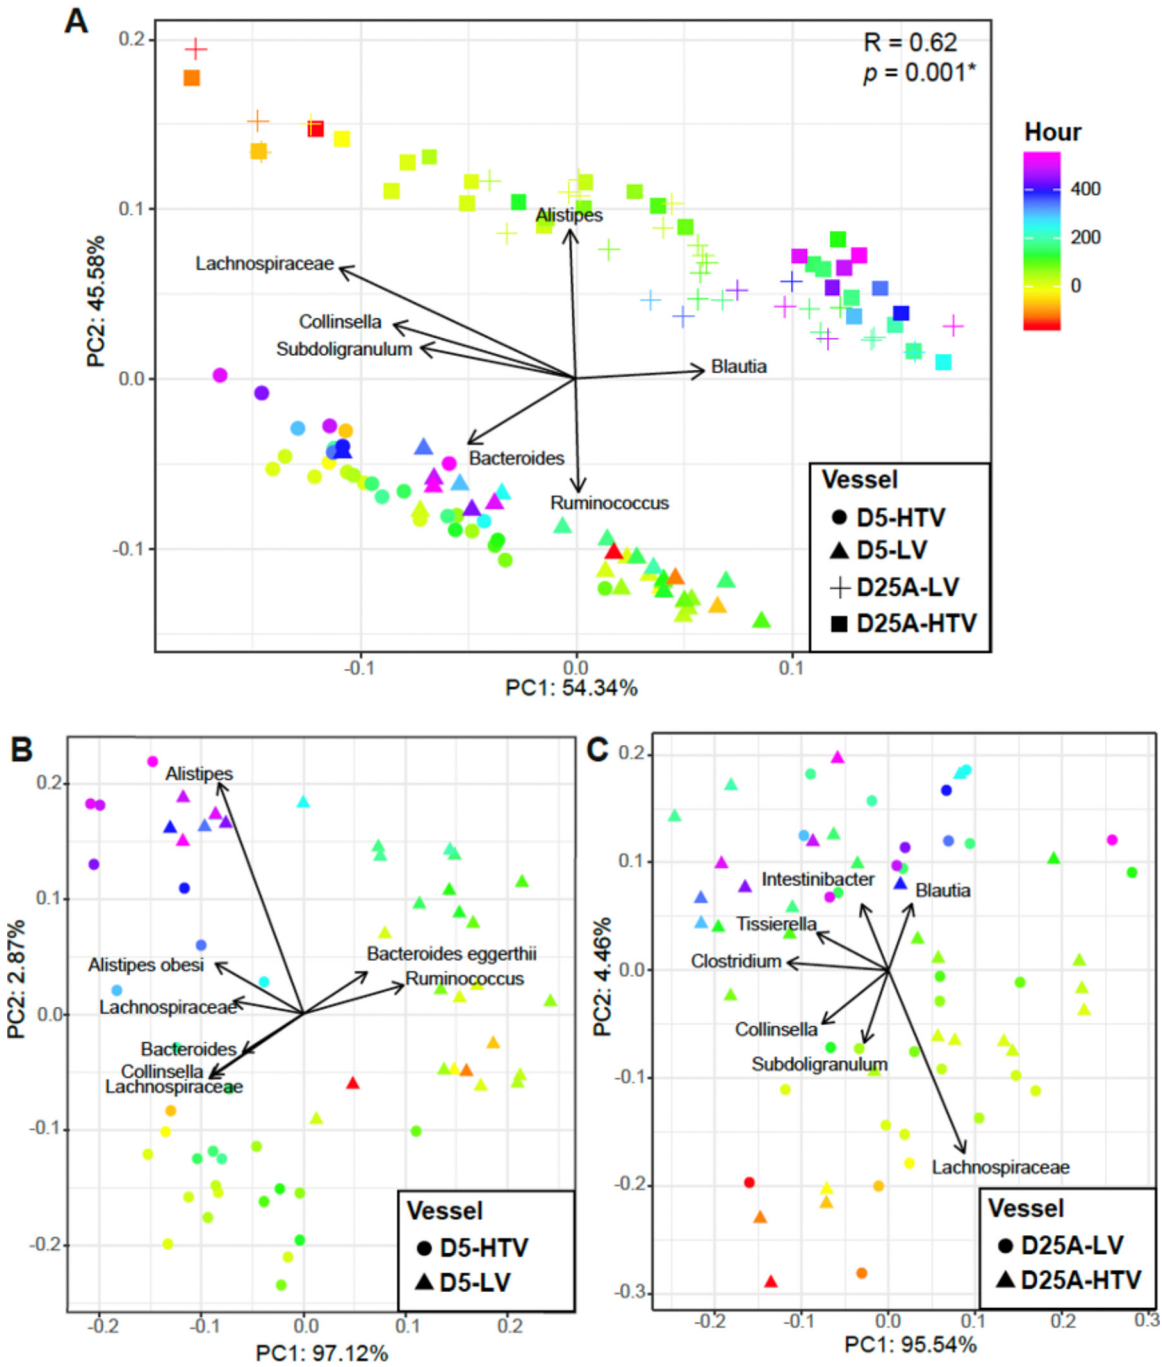 A
R = 0.62
p = 0.001*
0.2
0.1
0.0
-0.1
PC2: 45.58%
Alistipes
Lachnospiraceae
Collinsella
Subdoligranulum
Blautia
Bacteroides
Ruminococcus
Hour
400
200
0
Vessel
D5-HTV
D5-LV
D25A-LV
D25A-HTV
-0.1
0.0
0.1
PC1: 54.34%
B
0.2
0.1
0.0
-0.1
-0.2
PC2: 2.87%
Alistipes
Bacteroides eggerthii
Alistipes obesi
Ruminococcus
Lachnospiraceae
Bacteroides
Collinsella
Lachnospiraceae
Vessel
D5-HTV
D5-LV
-0.2
-0.1
0.0
0.1
0.2
PC1: 97.12%
C
0.2
0.1
0.0
-0.1
-0.2
-0.3
PC2: 4.46%
Intestinibacter
Blautia
Tissierella
Clostridium
Collinsella
Subdoligranulum
Lachnospiraceae
Vessel
D25A-LV
D25A-HTV
-0.2
-0.1
0.0
0.1
0.2
0.3
PC1: 95.54%